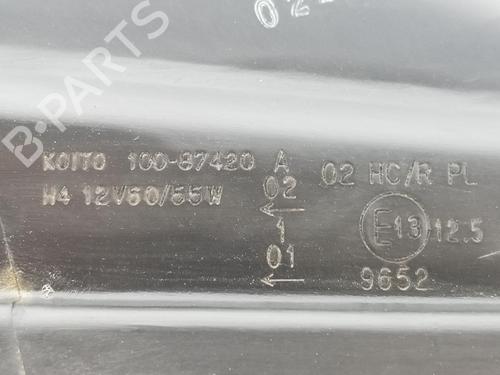 B-PARTS
KOITO 100-87420 A 02 HC/R PL
H4 12V60/55W 02
1 E13 12.5
01 9652